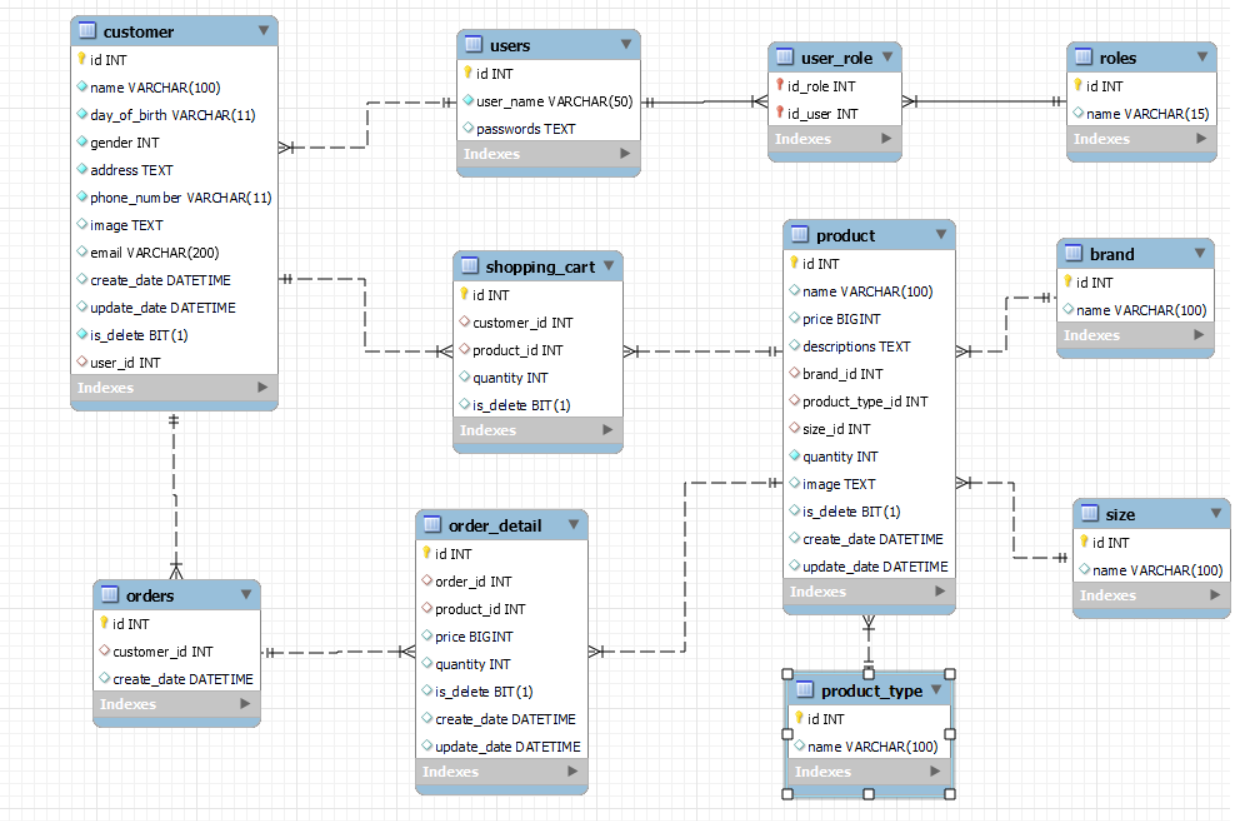 customer
id INT
name VARCHAR(100)
day_of_birth VARCHAR(11)
gender INT
address TEXT
phone_number VARCHAR(11)
image TEXT
email VARCHAR(200)
create_date DATETIME
update_date DATETIME
is_delete BIT(1)
user_id INT
Indexes
users
id INT
user_name VARCHAR(50)
passwords TEXT
Indexes
user_role
id_role INT
id_user INT
Indexes
roles
id INT
name VARCHAR(15)
Indexes
shopping_cart
id INT
customer_id INT
product_id INT
quantity INT
is_delete BIT(1)
Indexes
product
id INT
name VARCHAR(100)
price BIGINT
descriptions TEXT
brand_id INT
product_type_id INT
size_id INT
quantity INT
image TEXT
is_delete BIT(1)
create_date DATETIME
update_date DATETIME
Indexes
brand
id INT
name VARCHAR(100)
Indexes
size
id INT
name VARCHAR(100)
Indexes
orders
id INT
customer_id INT
create_date DATETIME
Indexes
order_detail
id INT
order_id INT
product_id INT
price BIGINT
quantity INT
is_delete BIT(1)
create_date DATETIME
update_date DATETIME
Indexes
product_type
id INT
name VARCHAR(100)
Indexes